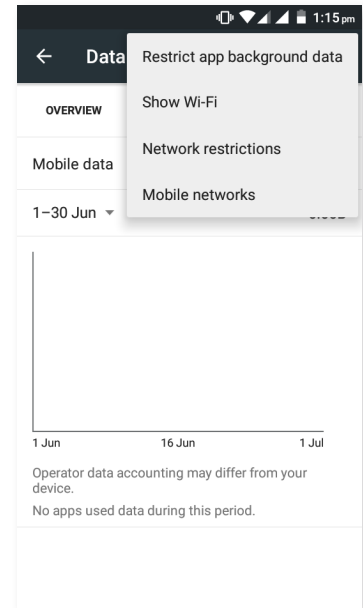 1:15 pm
Data
Restrict app background data
Show Wi-Fi
Network restrictions
Mobile networks
OVERVIEW
Mobile data
1–30 Jun
1 Jun 16 Jun 1 Jul
Operator data accounting may differ from your
device.
No apps used data during this period.